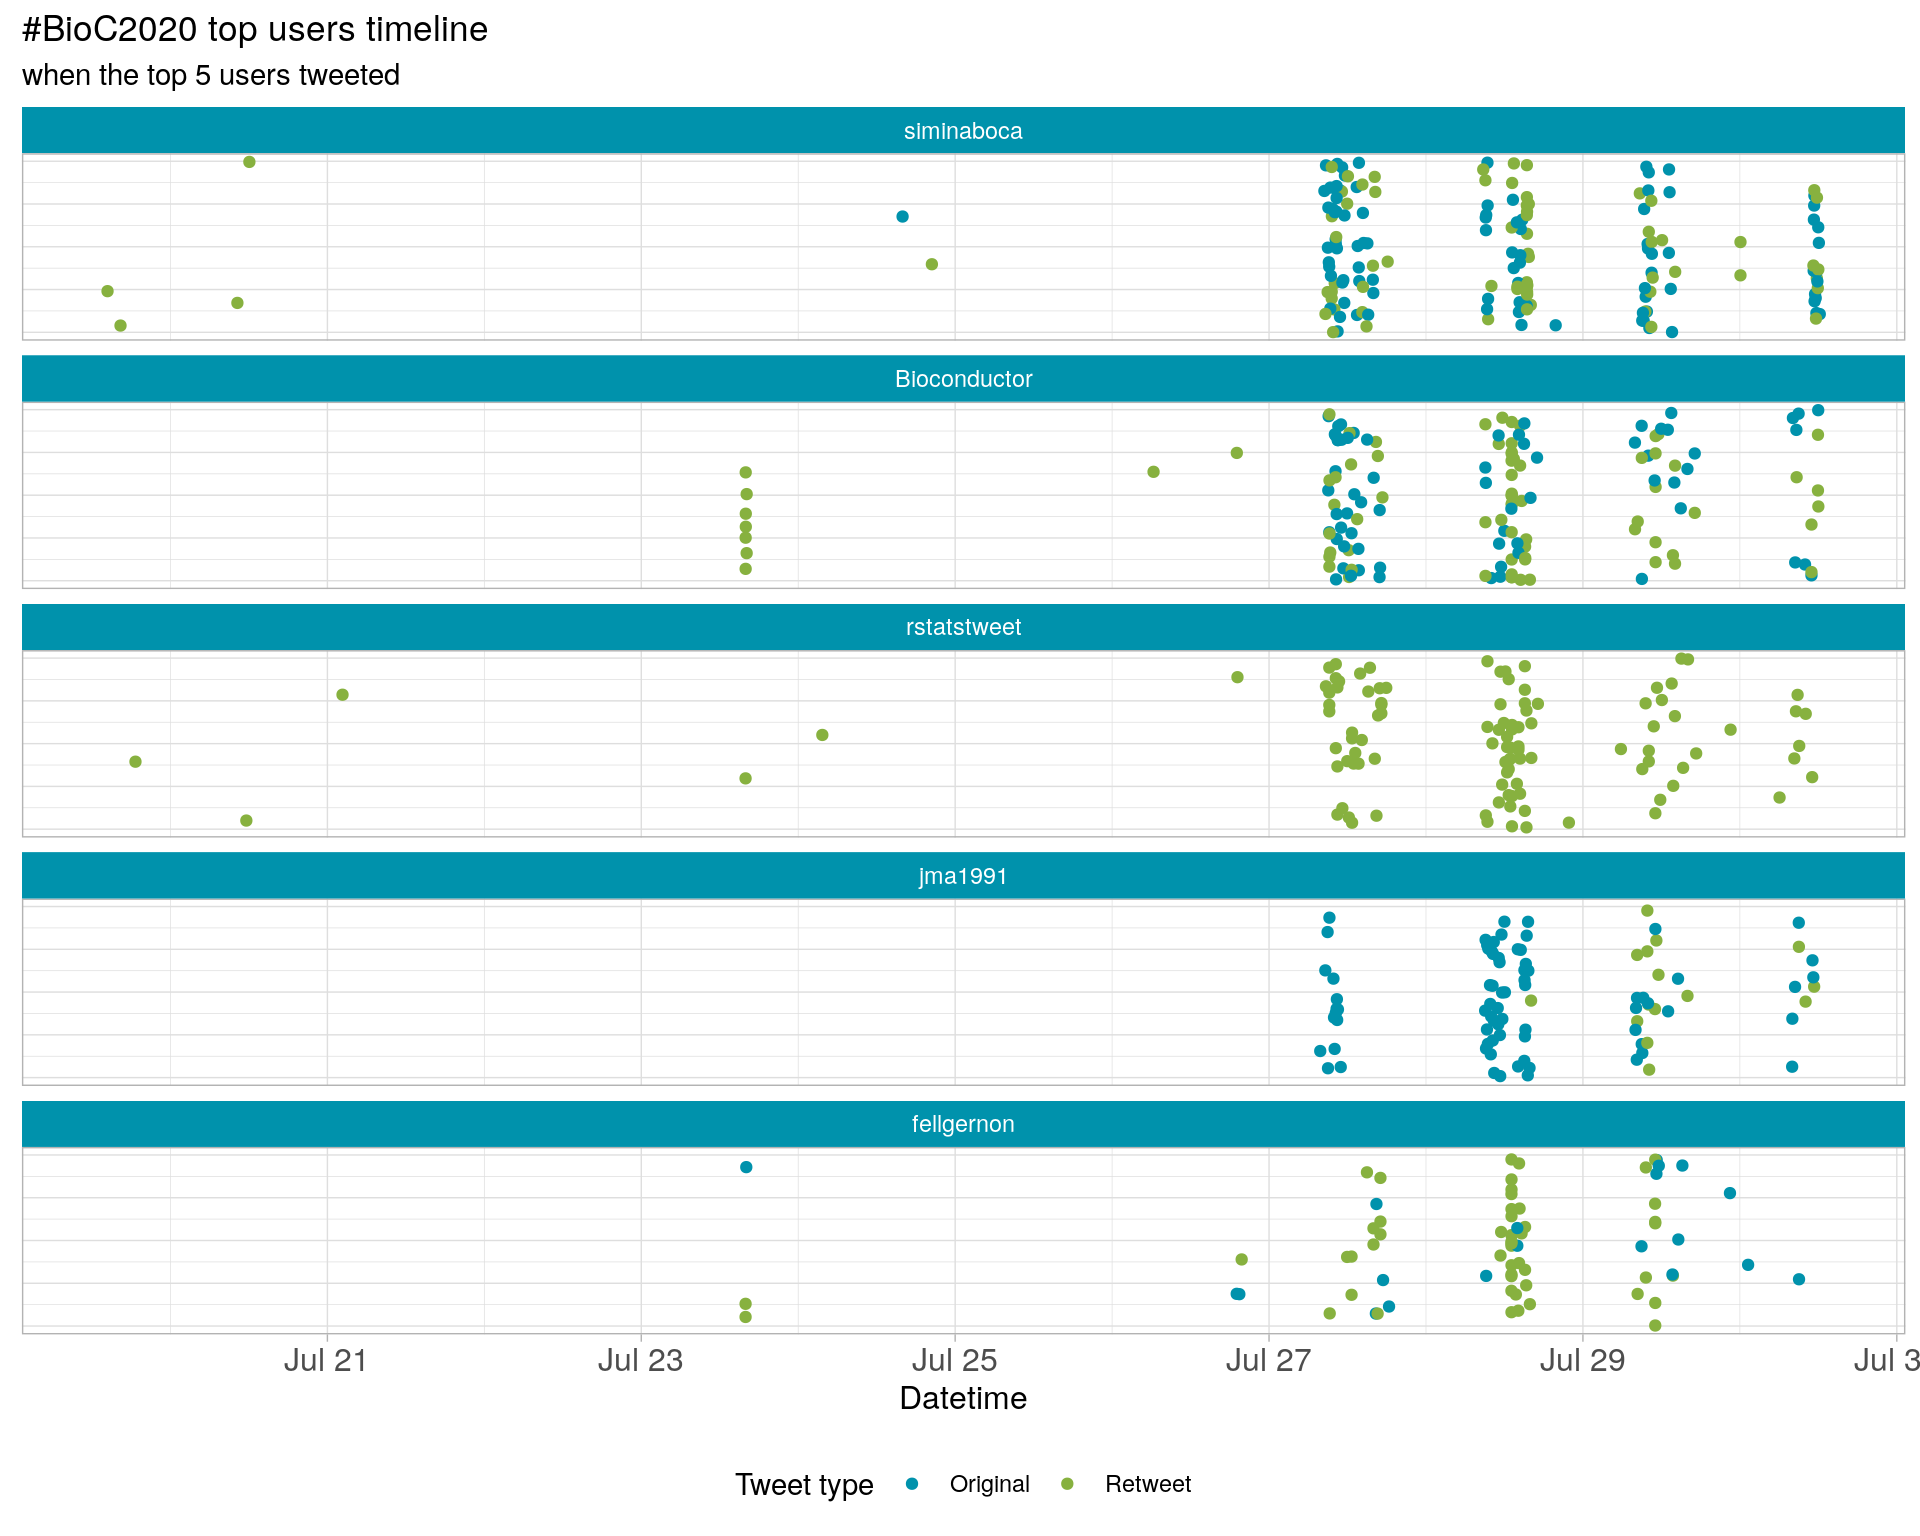 #BioC2020 top users timeline
when the top 5 users tweeted
siminaboca
Bioconductor
rstatstweet
jma1991
fellgernon
Jul 21 Jul 23 Jul 25 Jul 27 Jul 29 Jul 3
Datetime
Tweet type Original Retweet